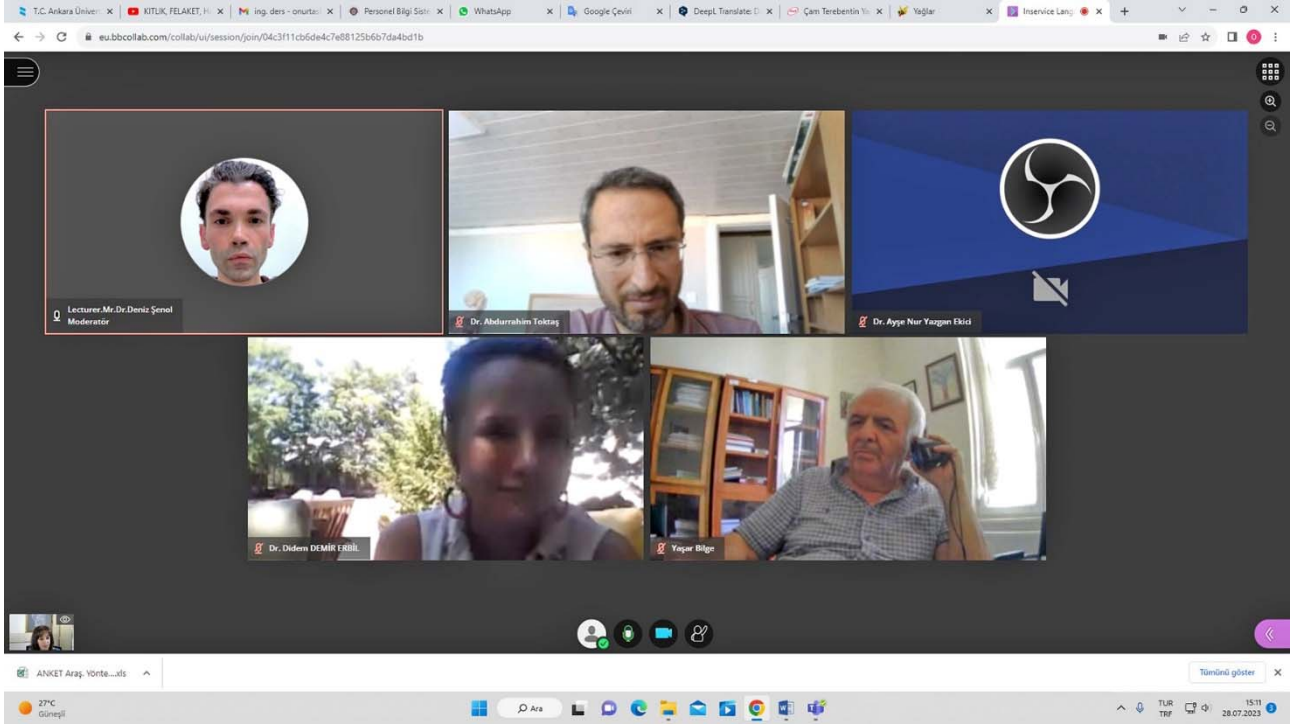 T.C. Ankara Üniver
KITLIK, FELAKET, H
ing. ders - onurtas
Personel Bilgi Siste
WhatsApp
Google Çeviri
DeepL Translate: D
Çam Terebentin Ya
Yağlar
Inservice Lang
eu.bbcollab.com/collab/ui/session/join/04c3f11cb6de4c7e88125b6b7da4bd1b
Lecturer.Mr.Dr.Deniz Şenol
Moderatör
Dr. Abdurrahim Toktaş
Dr. Ayşe Nur Yazgan Ekici
Dr. Didem DEMİR ERBİL
Yaşar Bilge
ANKET Araş. Yönte....xls
Tümünü göster
27°C
Güneşli
Ara
TUR
TRF
15:11
28.07.2023
3